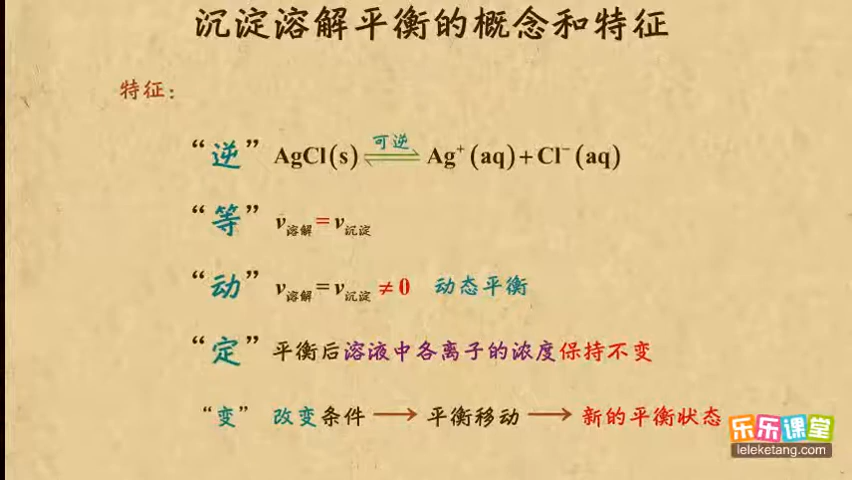 沉淀溶解平衡的概念和特征
特征：
“逆” AgCl(s) 可逆 Ag⁺(aq)+Cl⁻(aq)
“等” v溶解=v沉淀
“动” v溶解=v沉淀≠0 动态平衡
“定” 平衡后溶液中各离子的浓度保持不变
“变” 改变条件→平衡移动→新的平衡状态
乐乐课堂
leleketang.com